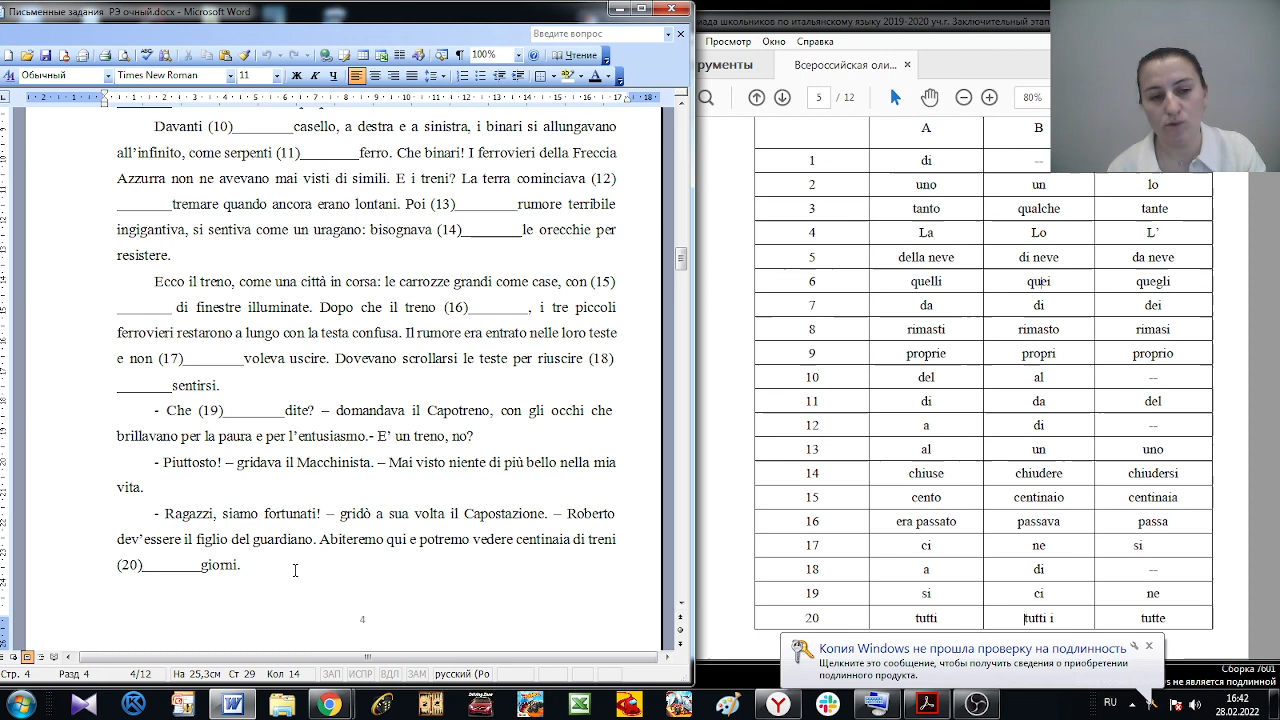 Письменные задания РЭ очный.docx - Microsoft Word
Введите вопрос
100%
Чтение
Обычный
Times New Roman
11
Ж К Ч
Davanti (10)________casello, a destra e a sinistra, i binari si allungavano
all’infinito, come serpenti (11)________ferro. Che binari! I ferrovieri della Freccia
Azzurra non ne avevano mai visti di simili. E i treni? La terra cominciava (12)
_______tremare quando ancora erano lontani. Poi (13)________rumore terribile
ingigantiva, si sentiva come un uragano: bisognava (14)________le orecchie per
resistere.
Ecco il treno, come una città in corsa: le carrozze grandi come case, con (15)
_______ di finestre illuminate. Dopo che il treno (16)________, i tre piccoli
ferrovieri restarono a lungo con la testa confusa. Il rumore era entrato nelle loro teste
e non (17)________voleva uscire. Dovevano scrollarsi le teste per riuscire (18)
_______sentirsi.
- Che (19)________dite? – domandava il Capotreno, con gli occhi che
brillavano per la paura e per l’entusiasmo.- E’ un treno, no?
- Piuttosto! – gridava il Macchinista. – Mai visto niente di più bello nella mia
vita.
- Ragazzi, siamo fortunati! – gridò a sua volta il Capostazione. – Roberto
dev’essere il figlio del guardiano. Abiteremo qui e potremo vedere centinaia di treni
(20)________giorni.
4
Стр. 4 Разд 4 4/12 На 25,3см Ст 29 Кол 14 ЗАП ИСПР ВДЛ ЗАМ русский (Ро
иада школьников по итальянскому языку 2019-2020 уч.г. Заключительный этап
Просмотр Окно Справка
рументы Всероссийская оли...
5 / 12 80%
A B
1 di --
2 uno un lo
3 tanto qualche tante
4 La Lo L’
5 della neve di neve da neve
6 quelli quei quegli
7 da di dei
8 rimasti rimasto rimasi
9 proprie propri proprio
10 del al --
11 di da del
12 a di --
13 al un uno
14 chiuse chiudere chiudersi
15 cento centinaio centinaia
16 era passato passava passa
17 ci ne si
18 a di --
19 si ci ne
20 tutti tutti i tutte
Копия Windows не прошла проверку на подлинность
Щелкните это сообщение, чтобы получить сведения о приобретении
подлинного продукта.
Сборка 7601
не является подлинной
RU
16:42
28.02.2022